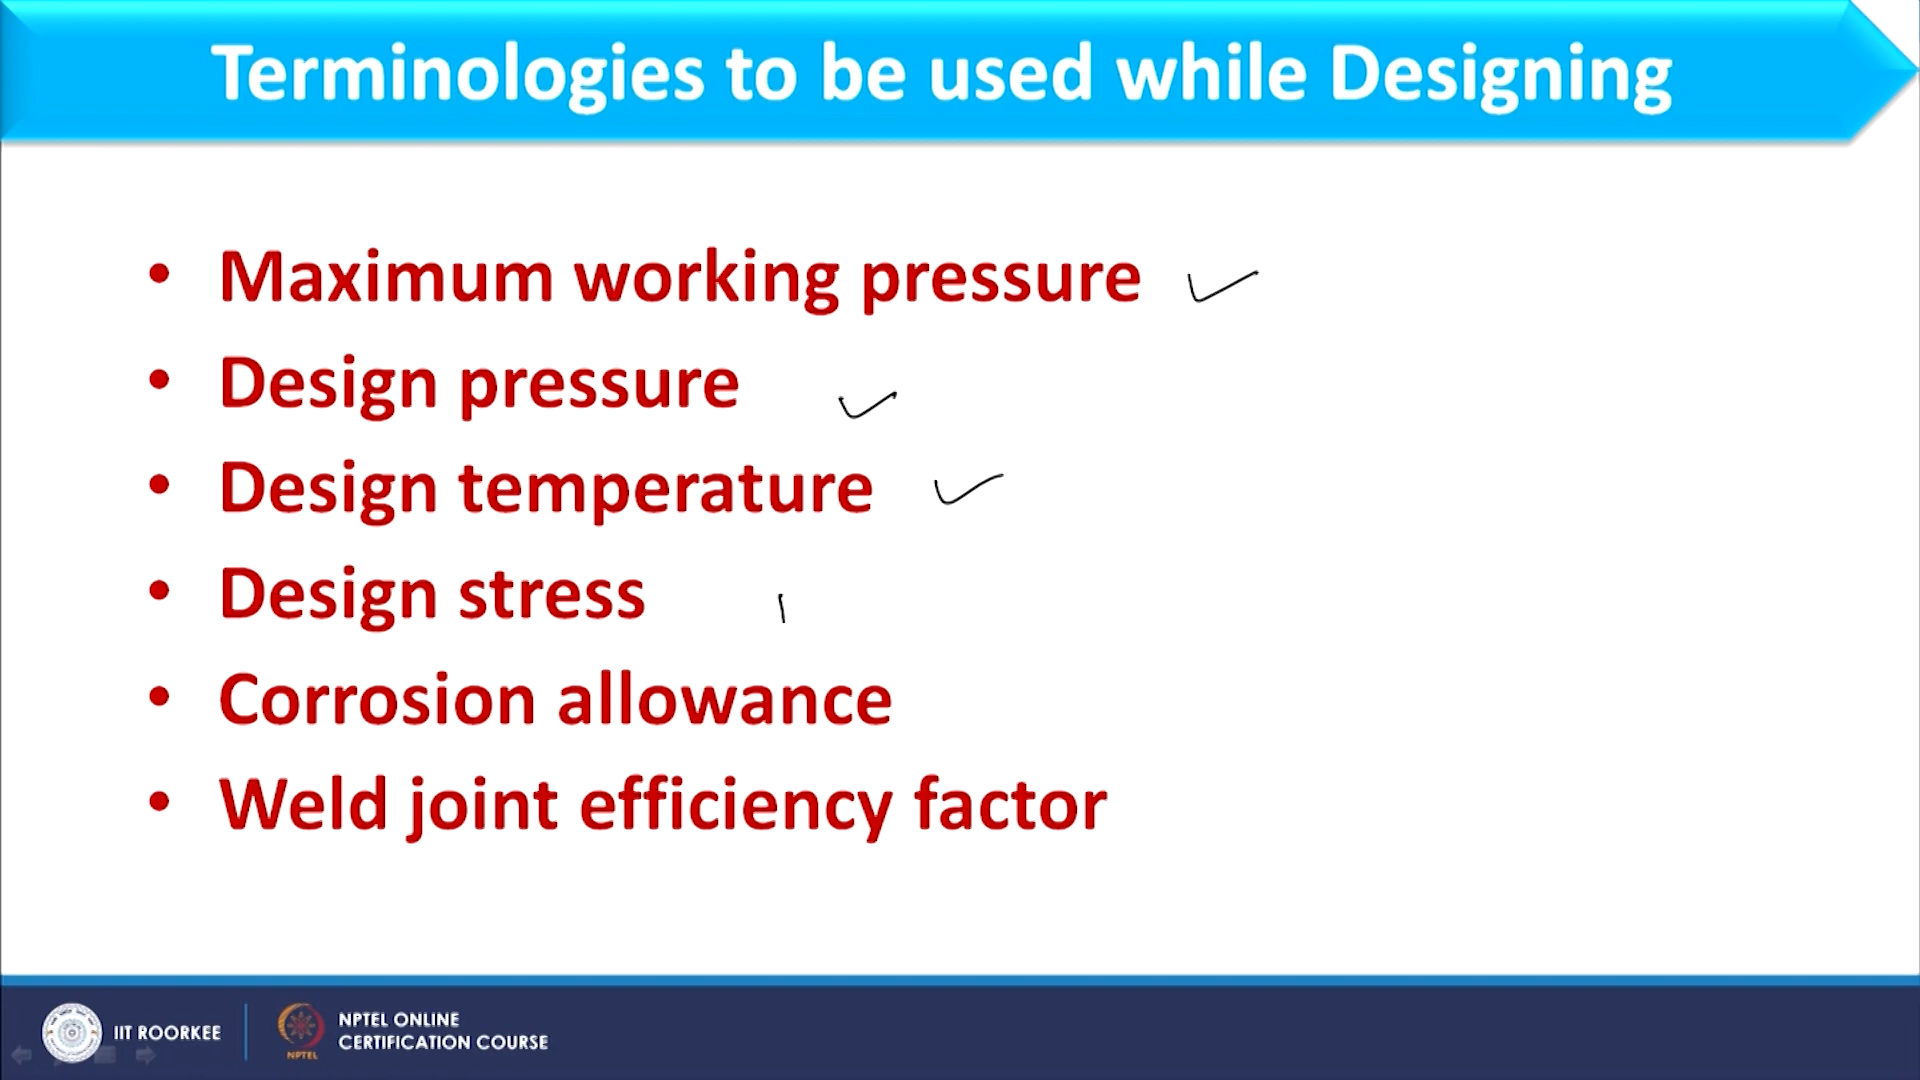 Terminologies to be used while Designing
• Maximum working pressure ✓
• Design pressure ✓
• Design temperature ✓
• Design stress
• Corrosion allowance
• Weld joint efficiency factor
IIT ROORKEE
NPTEL
NPTEL ONLINE
CERTIFICATION COURSE